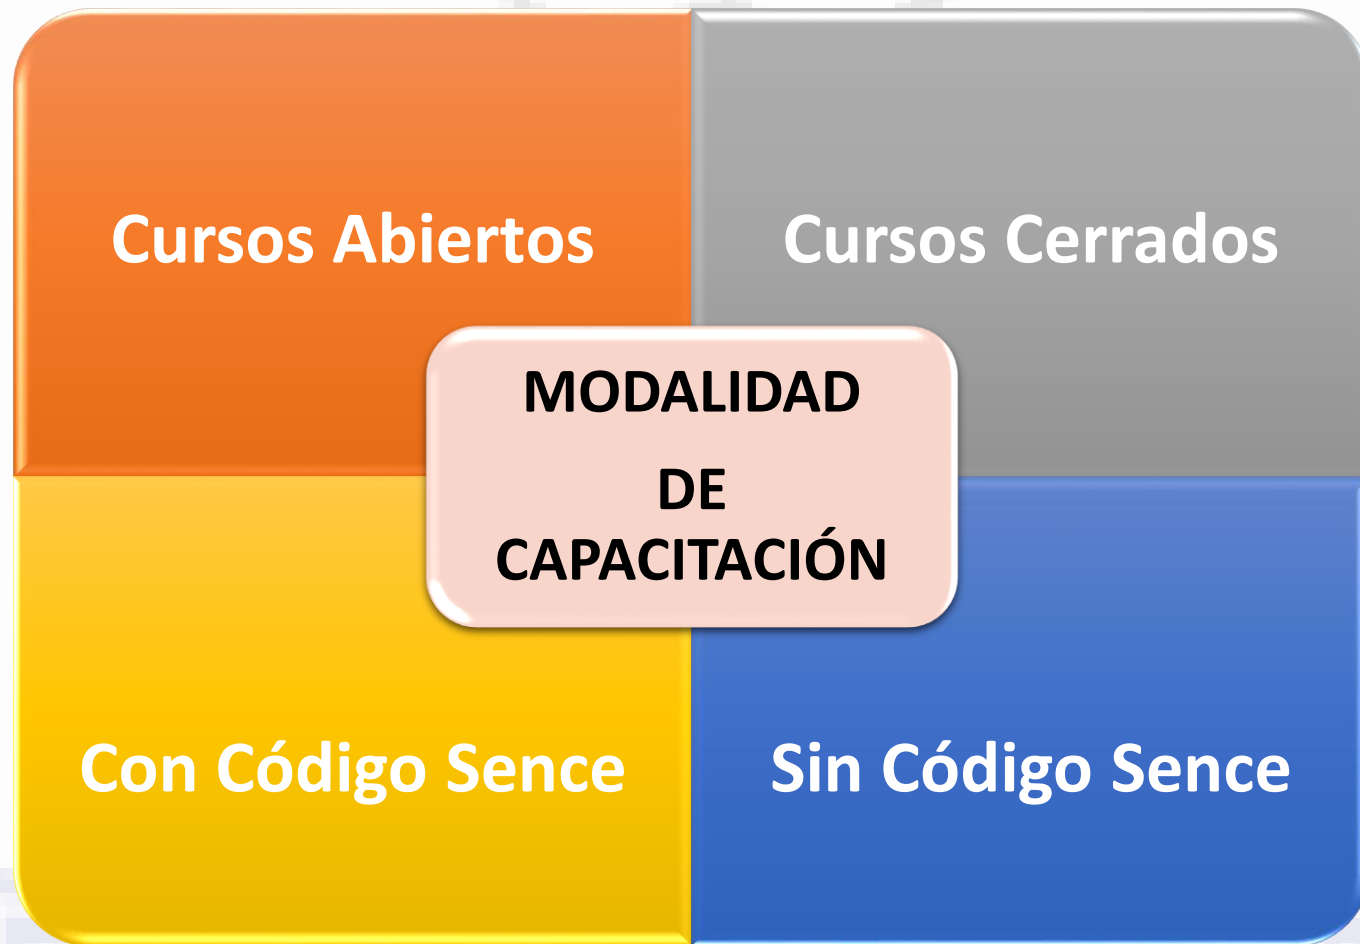 Cursos Abiertos
Cursos Cerrados
MODALIDAD
DE
CAPACITACIÓN
Con Código Sence
Sin Código Sence